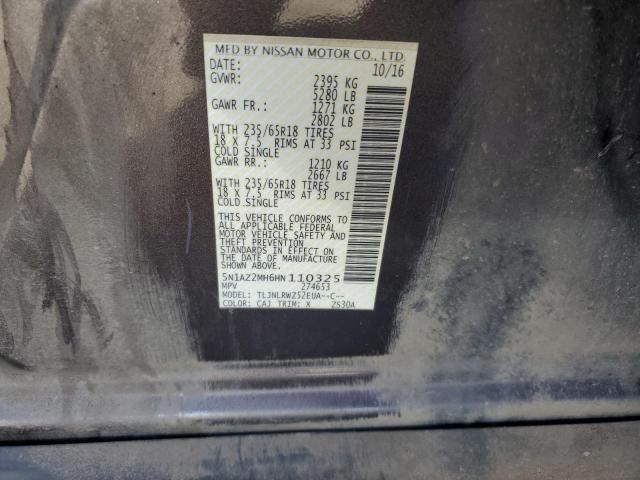 MFD BY NISSAN MOTOR CO., LTD.
DATE: 10/16
GVWR: 2395 KG
5280 LB
GAWR FR.: 1271 KG
2802 LB
WITH 235/65R18 TIRES
18 X 7.5 RIMS AT 33 PSI
COLD SINGLE
GAWR RR.: 1210 KG
2667 LB
WITH 235/65R18 TIRES
18 X 7.5 RIMS AT 33 PSI
COLD SINGLE
THIS VEHICLE CONFORMS TO
ALL APPLICABLE FEDERAL
MOTOR VEHICLE SAFETY AND
THEFT PREVENTION
STANDARDS IN EFFECT ON
THE DATE OF MANUFACTURE
SHOWN ABOVE.
5N1AZ2MH6HN110325
MPV 274653
MODEL: TLJNLRWZ52EUA--C--
COLOR: CAJ TRIM: X 2S30A